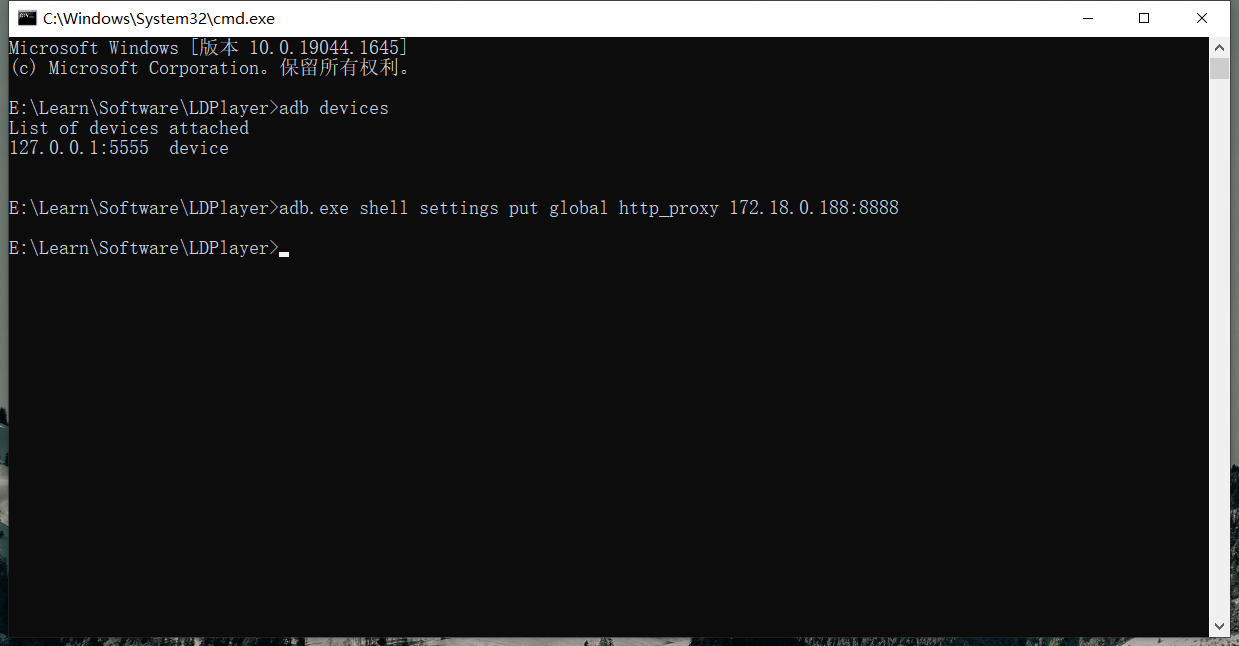 C:\Windows\System32\cmd.exe
Microsoft Windows [版本 10.0.19044.1645]
(c) Microsoft Corporation。保留所有权利。
E:\Learn\Software\LDPlayer>adb devices
List of devices attached
127.0.0.1:5555  device
E:\Learn\Software\LDPlayer>adb.exe shell settings put global http_proxy 172.18.0.188:8888
E:\Learn\Software\LDPlayer>